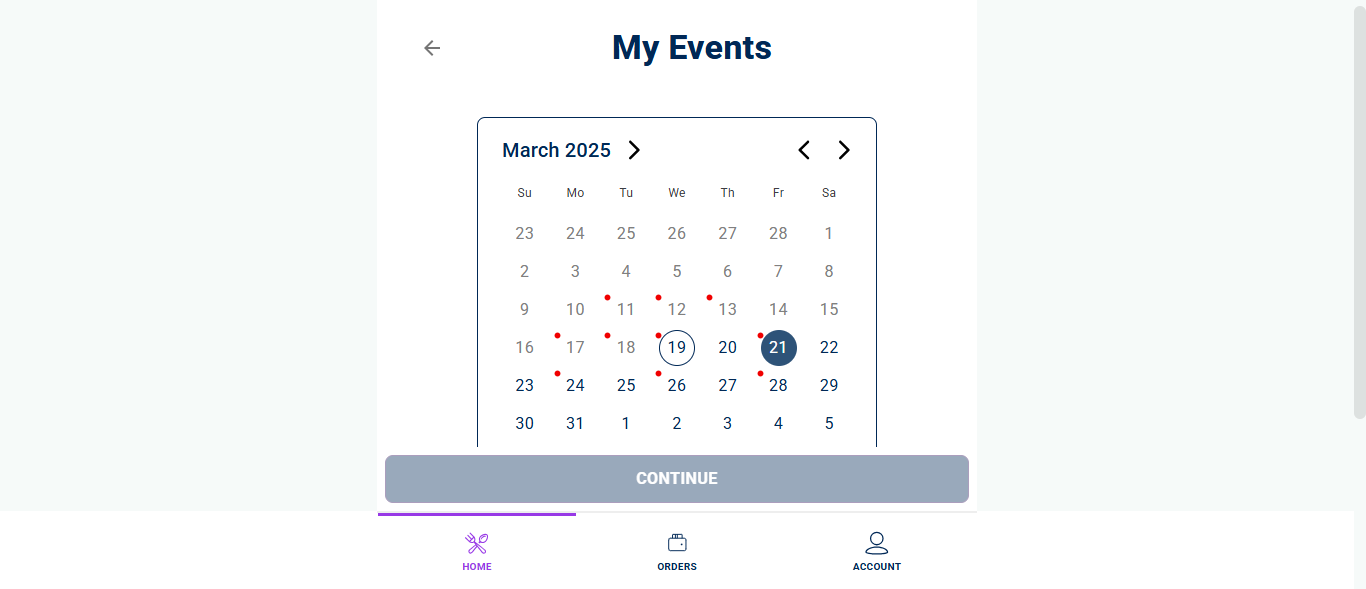 My Events
March 2025
Su Mo Tu We Th Fr Sa
23 24 25 26 27 28 1
2 3 4 5 6 7 8
9 10 11 12 13 14 15
16 17 18 19 20 21 22
23 24 25 26 27 28 29
30 31 1 2 3 4 5
CONTINUE
HOME ORDERS ACCOUNT